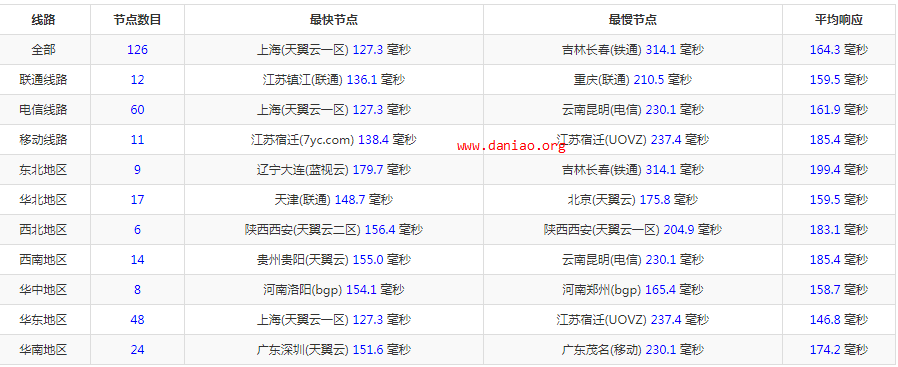 线路 节点数目 最快节点 最慢节点 平均响应
全部 126 上海(天翼云一区) 127.3 毫秒 吉林长春(铁通) 314.1 毫秒 164.3 毫秒
联通线路 12 江苏镇江(联通) 136.1 毫秒 重庆(联通) 210.5 毫秒 159.5 毫秒
电信线路 60 上海(天翼云一区) 127.3 毫秒 云南昆明(电信) 230.1 毫秒 161.9 毫秒
移动线路 11 江苏宿迁(7yc.com) 138.4 毫秒 江苏宿迁(UOVZ) 237.4 毫秒 185.4 毫秒
www.daniao.org
东北地区 9 辽宁大连(蓝视云) 179.7 毫秒 吉林长春(铁通) 314.1 毫秒 199.4 毫秒
华北地区 17 天津(联通) 148.7 毫秒 北京(天翼云) 175.8 毫秒 159.5 毫秒
西北地区 6 陕西西安(天翼云二区) 156.4 毫秒 陕西西安(天翼云一区) 204.9 毫秒 183.1 毫秒
西南地区 14 贵州贵阳(天翼云) 155.0 毫秒 云南昆明(电信) 230.1 毫秒 185.4 毫秒
华中地区 8 河南洛阳(bgp) 154.1 毫秒 河南郑州(bgp) 165.4 毫秒 158.7 毫秒
华东地区 48 上海(天翼云一区) 127.3 毫秒 江苏宿迁(UOVZ) 237.4 毫秒 146.8 毫秒
华南地区 24 广东深圳(天翼云) 151.6 毫秒 广东茂名(移动) 230.1 毫秒 174.2 毫秒